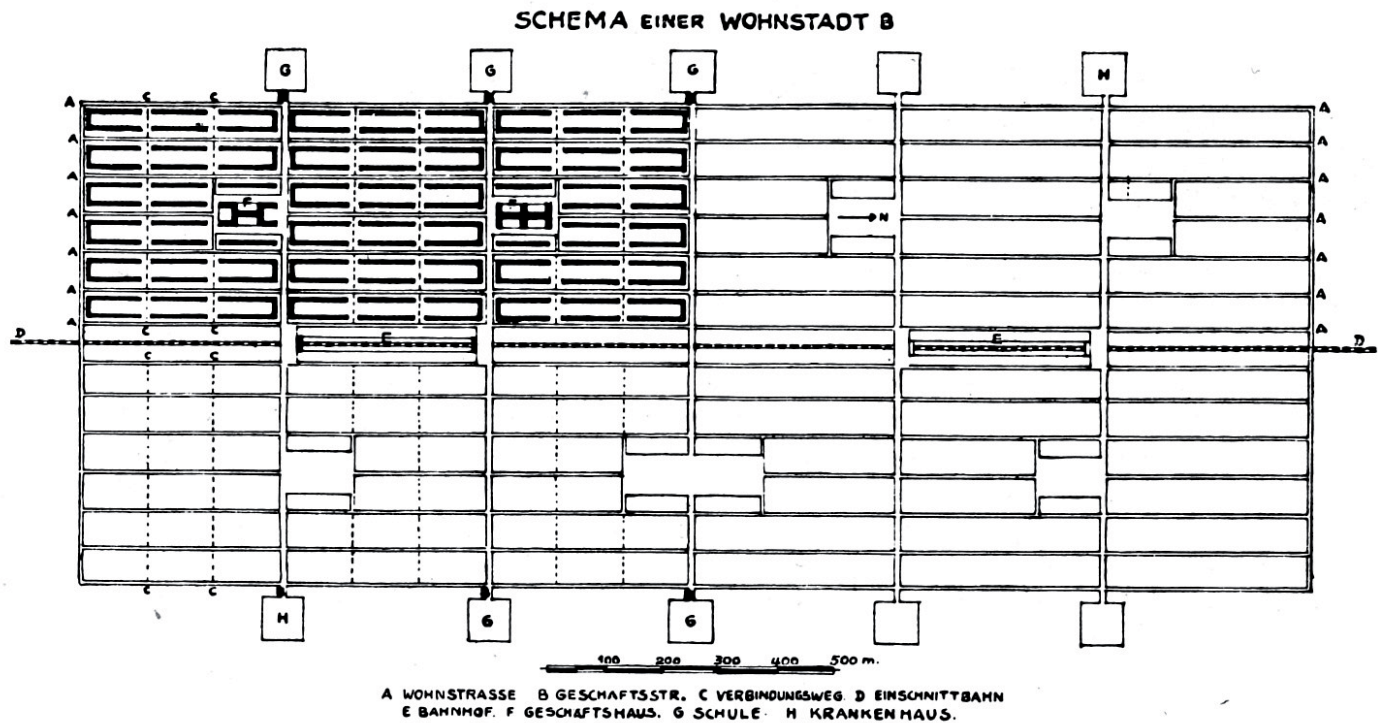 SCHEMA EINER WOHNSTADT B
G G G H
A C C A
A A
A A
F F
A N A
A A
A A
A C C A
D E E D
C C
C C
H G G
100 200 300 400 500 m.
A WOHNSTRASSE B GESCHAFTSSTR. C VERBINDUNGSWEG. D EINSCHNITTBAHN
E BAHNHOF. F GESCHAFTSHAUS. G SCHULE. H KRANKENHAUS.